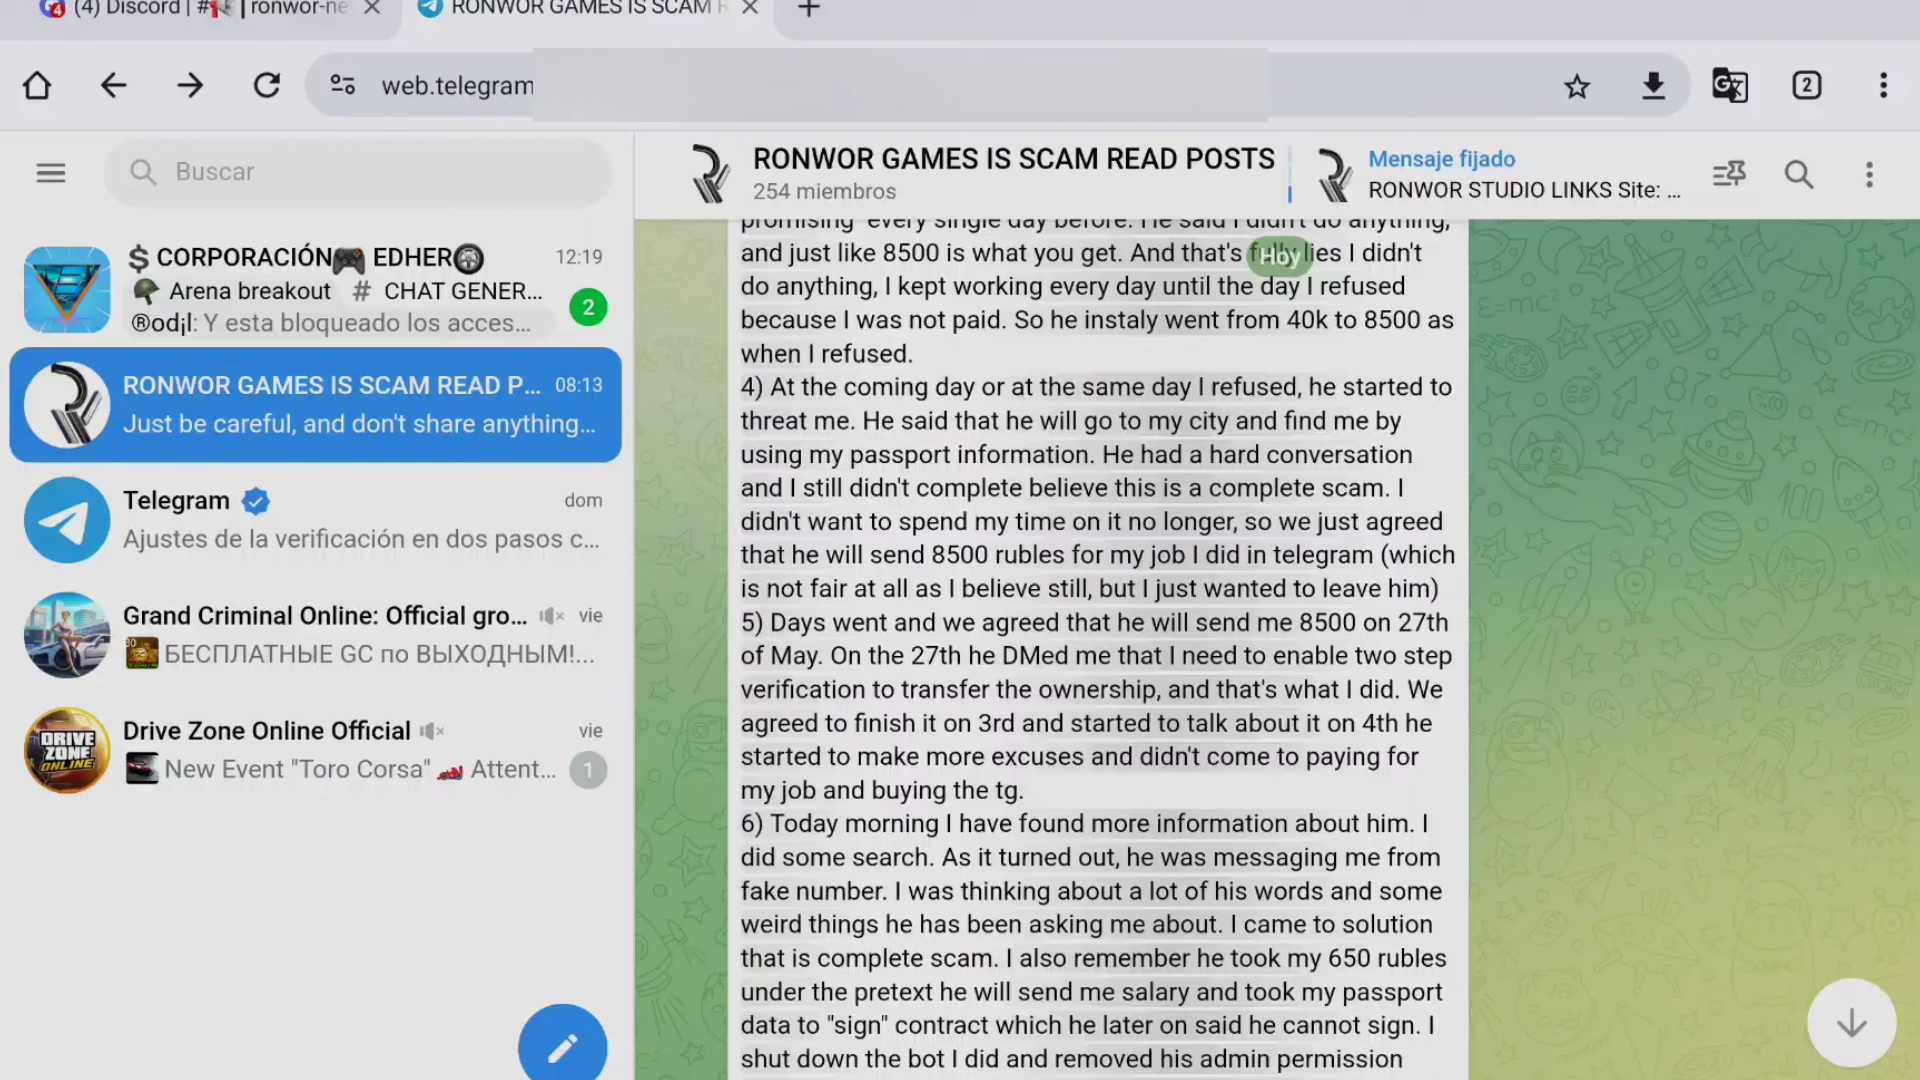 (4) Discord | #
ronwor-ne
RONWOR GAMES IS SCAM R
web.telegram
2
Buscar
RONWOR GAMES IS SCAM READ POSTS
254 miembros
Mensaje fijado
RONWOR STUDIO LINKS Site: ...
$ CORPORACIÓN🎮 EDHER
12:19
Arena breakout # CHAT GENER...
®odjl: Y esta bloqueado los acces...
2
RONWOR GAMES IS SCAM READ P...
08:13
Just be careful, and don't share anything...
Telegram
dom
Ajustes de la verificación en dos pasos c...
Grand Criminal Online: Official gro...
vie
БЕСПЛАТНЫЕ GC по ВЫХОДНЫМ!...
DRIVE ZONE ONLINE
Drive Zone Online Official
vie
New Event "Toro Corsa" 🏎️ Attent...
1
Hoy
promising every single day before. He said I didn't do anything,
and just like 8500 is what you get. And that's fully lies I didn't
do anything, I kept working every day until the day I refused
because I was not paid. So he instaly went from 40k to 8500 as
when I refused.
4) At the coming day or at the same day I refused, he started to
threat me. He said that he will go to my city and find me by
using my passport information. He had a hard conversation
and I still didn't complete believe this is a complete scam. I
didn't want to spend my time on it no longer, so we just agreed
that he will send 8500 rubles for my job I did in telegram (which
is not fair at all as I believe still, but I just wanted to leave him)
5) Days went and we agreed that he will send me 8500 on 27th
of May. On the 27th he DMed me that I need to enable two step
verification to transfer the ownership, and that's what I did. We
agreed to finish it on 3rd and started to talk about it on 4th he
started to make more excuses and didn't come to paying for
my job and buying the tg.
6) Today morning I have found more information about him. I
did some search. As it turned out, he was messaging me from
fake number. I was thinking about a lot of his words and some
weird things he has been asking me about. I came to solution
that is complete scam. I also remember he took my 650 rubles
under the pretext he will send me salary and took my passport
data to "sign" contract which he later on said he cannot sign. I
shut down the bot I did and removed his admin permission